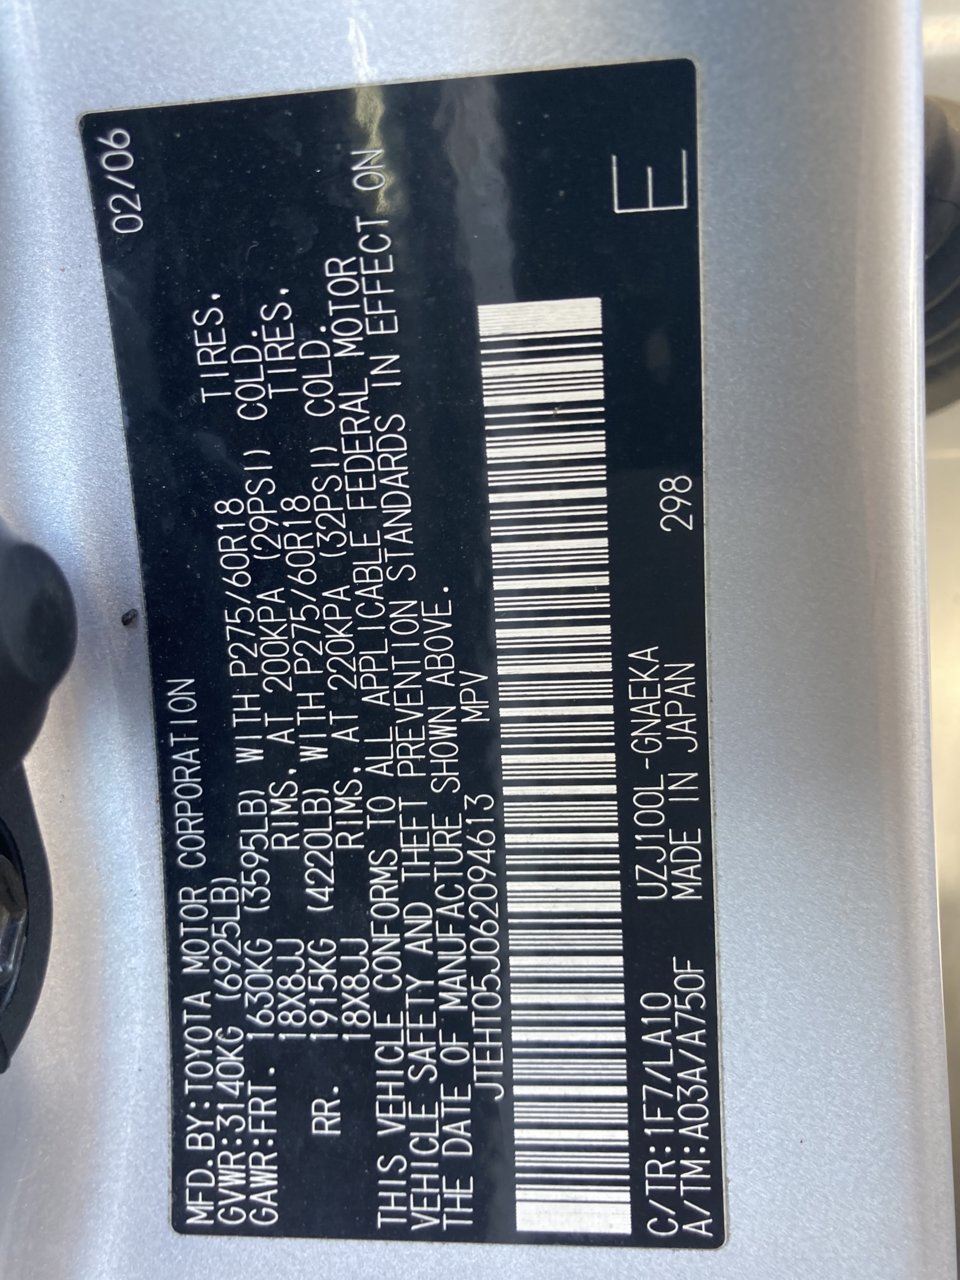 MFD.BY:TOYOTA MOTOR CORPORATION 02/06
GVWR:3140KG (6925LB)
GAWR:FRT. 1630KG (3595LB) WITH P275/60R18 TIRES.
18X8JJ RIMS, AT 200KPA (29PSI) COLD.
RR. 1915KG (4220LB) WITH P275/60R18 TIRES.
18X8JJ RIMS, AT 220KPA (32PSI) COLD.
THIS VEHICLE CONFORMS TO ALL APPLICABLE FEDERAL MOTOR
VEHICLE SAFETY AND THEFT PREVENTION STANDARDS IN EFFECT ON
THE DATE OF MANUFACTURE SHOWN ABOVE.
JTEHT05J062094613 MPV
C/TR:1F7/LA10 UZJ100L-GNAEKA
A/TM:A03A/A750F MADE IN JAPAN 298
E